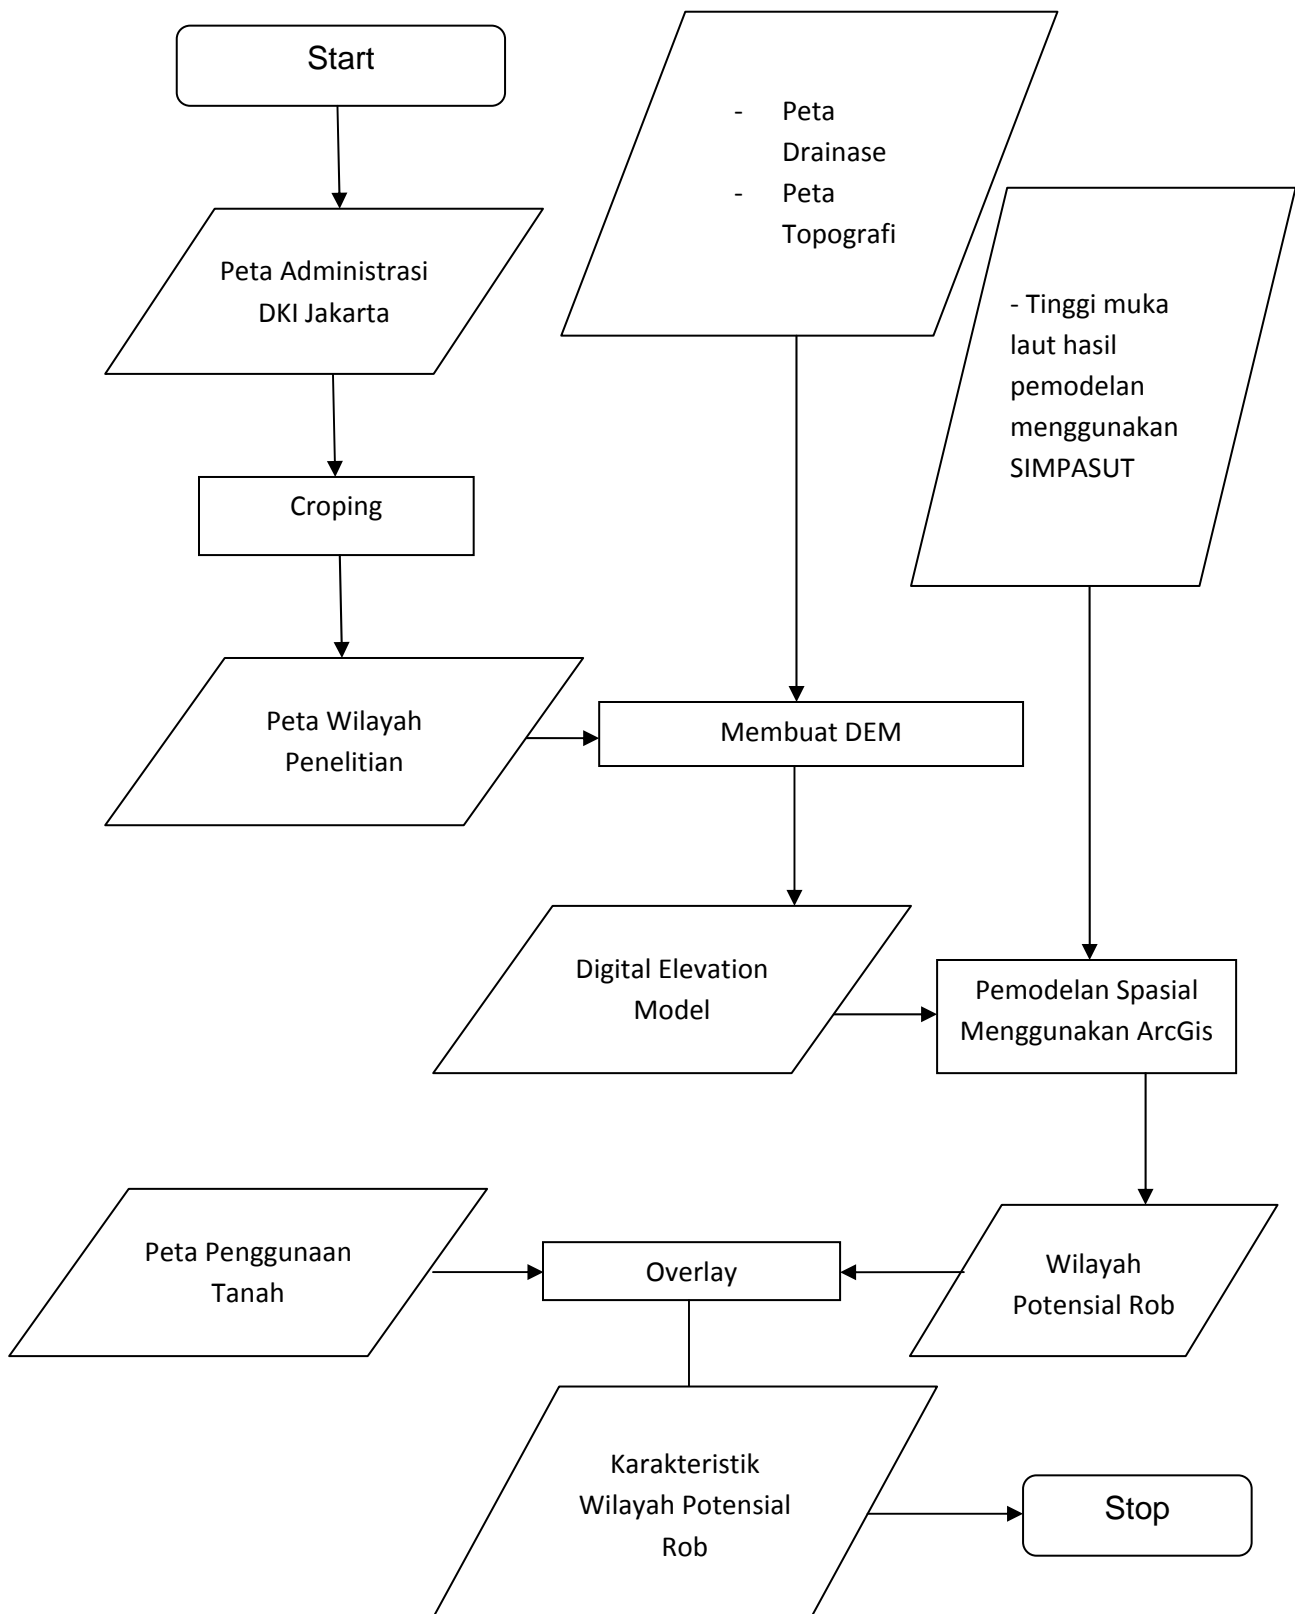 Start
- Peta
Drainase
- Peta
Topografi
Peta Administrasi
DKI Jakarta
- Tinggi muka
laut hasil
pemodelan
menggunakan
SIMPASUT
Croping
Peta Wilayah
Penelitian
Membuat DEM
Digital Elevation
Model
Pemodelan Spasial
Menggunakan ArcGis
Peta Penggunaan
Tanah
Overlay
Wilayah
Potensial Rob
Karakteristik
Wilayah Potensial
Rob
Stop